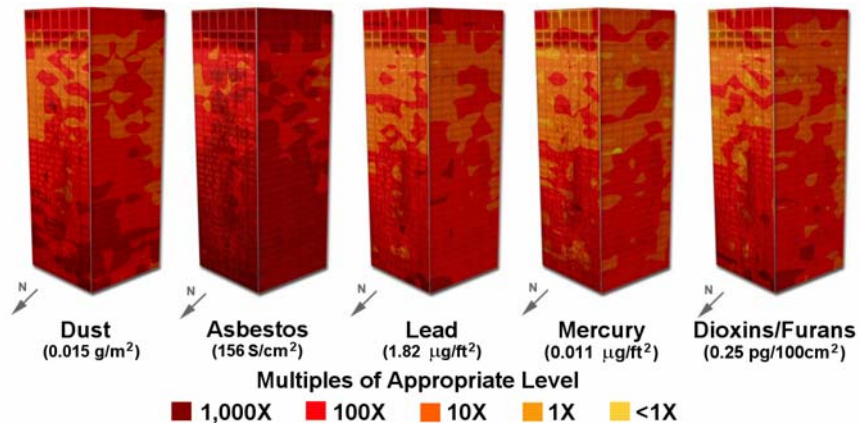 N N N N N
Dust Asbestos Lead Mercury Dioxins/Furans
(0.015 g/m²) (156 S/cm²) (1.82 µg/ft²) (0.011 µg/ft²) (0.25 pg/100cm²)
Multiples of Appropriate Level
1,000X 100X 10X 1X <1X